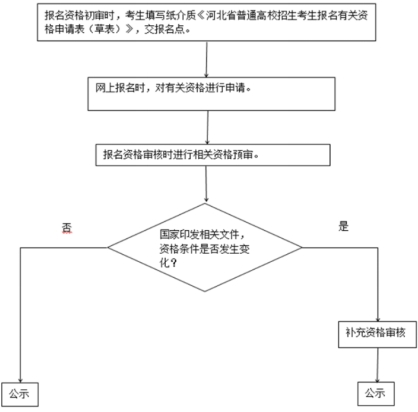 报名资格初审时，考生填写纸介质《河北省普通高校招生考生报名有关资
格申请表（草表）》，交报名点。
网上报名时，对有关资格进行申请。
报名资格审核时进行相关资格预审。
国家印发相关文件，
资格条件是否发生变
化？
否
是
补充资格审核
公示
公示